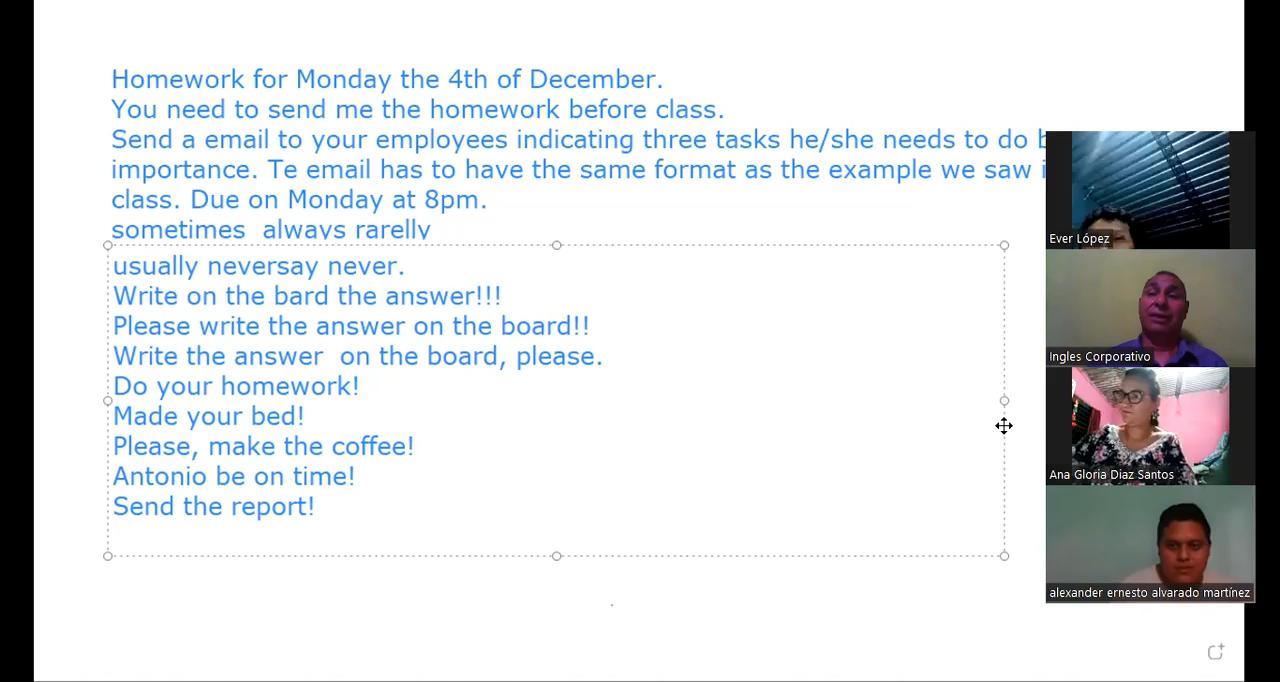 Homework for Monday the 4th of December.
You need to send me the homework before class.
Send a email to your employees indicating three tasks he/she needs to do
importance. Te email has to have the same format as the example we saw
class. Due on Monday at 8pm.
sometimes  always rarelly
usually neversay never.
Write on the bard the answer!!!
Please write the answer on the board!!
Write the answer  on the board, please.
Do your homework!
Made your bed!
Please, make the coffee!
Antonio be on time!
Send the report!
Ever López
Ingles Corporativo
Ana Gloria Diaz Santos
alexander ernesto alvarado martínez